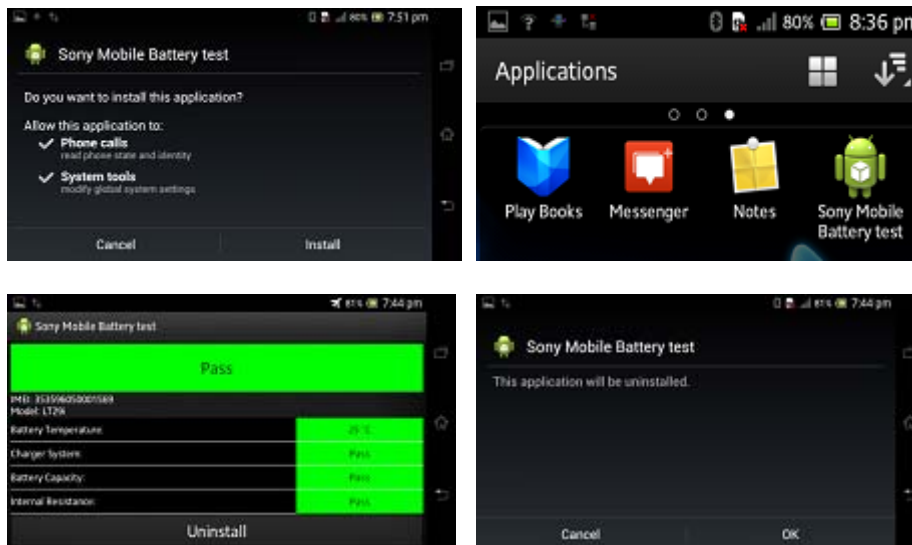 80% 7:51 pm
Sony Mobile Battery test
Do you want to install this application?
Allow this application to:
Phone calls
read phone state and identity
System tools
modify global system settings
Cancel Install
80% 8:36 pm
Applications
Play Books Messenger Notes Sony Mobile
Battery test
81% 7:44 pm
Sony Mobile Battery test
Pass
IMEI:
Model: LT29i
Battery Temperature:
Charger System: Pass
Battery Capacity: Pass
Internal Resistance: Pass
Uninstall
81% 7:44 pm
Sony Mobile Battery test
This application will be uninstalled.
Cancel OK